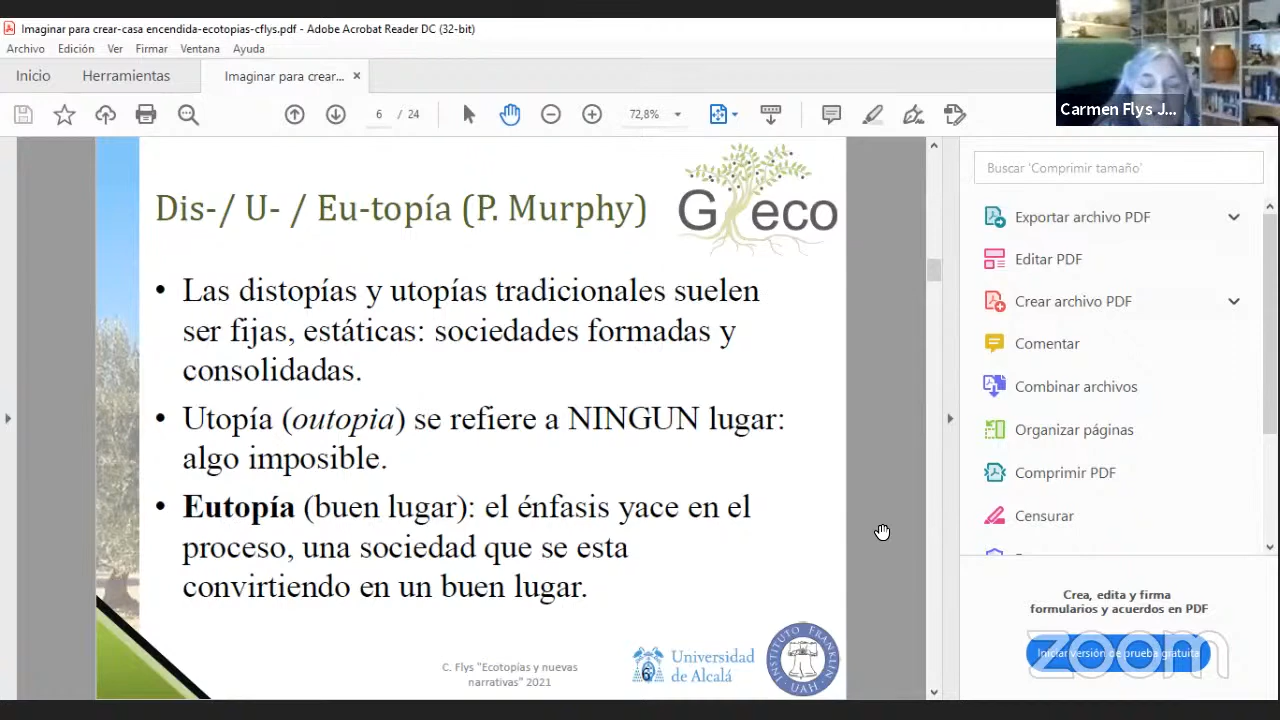 Imaginar para crear-casa encendida-ecotopias-cflys.pdf - Adobe Acrobat Reader DC (32-bit)
Archivo Edición Ver Firmar Ventana Ayuda
Inicio Herramientas Imaginar para crear... ×
6 / 24 72,8%
Carmen Flys J...
Dis-/ U- / Eu-topía (P. Murphy)
G eco
• Las distopías y utopías tradicionales suelen
ser fijas, estáticas: sociedades formadas y
consolidadas.
• Utopía (outopia) se refiere a NINGUN lugar:
algo imposible.
• Eutopía (buen lugar): el énfasis yace en el
proceso, una sociedad que se esta
convirtiendo en un buen lugar.
C. Flys "Ecotopías y nuevas
narrativas" 2021
6
Universidad
de Alcalá
INSTITUTO FRANKLIN
UAH
Buscar 'Comprimir tamaño'
Exportar archivo PDF
Editar PDF
Crear archivo PDF
Comentar
Combinar archivos
Organizar páginas
Comprimir PDF
Censurar
Crea, edita y firma
formularios y acuerdos en PDF
Iniciar versión de prueba gratuita
zoom